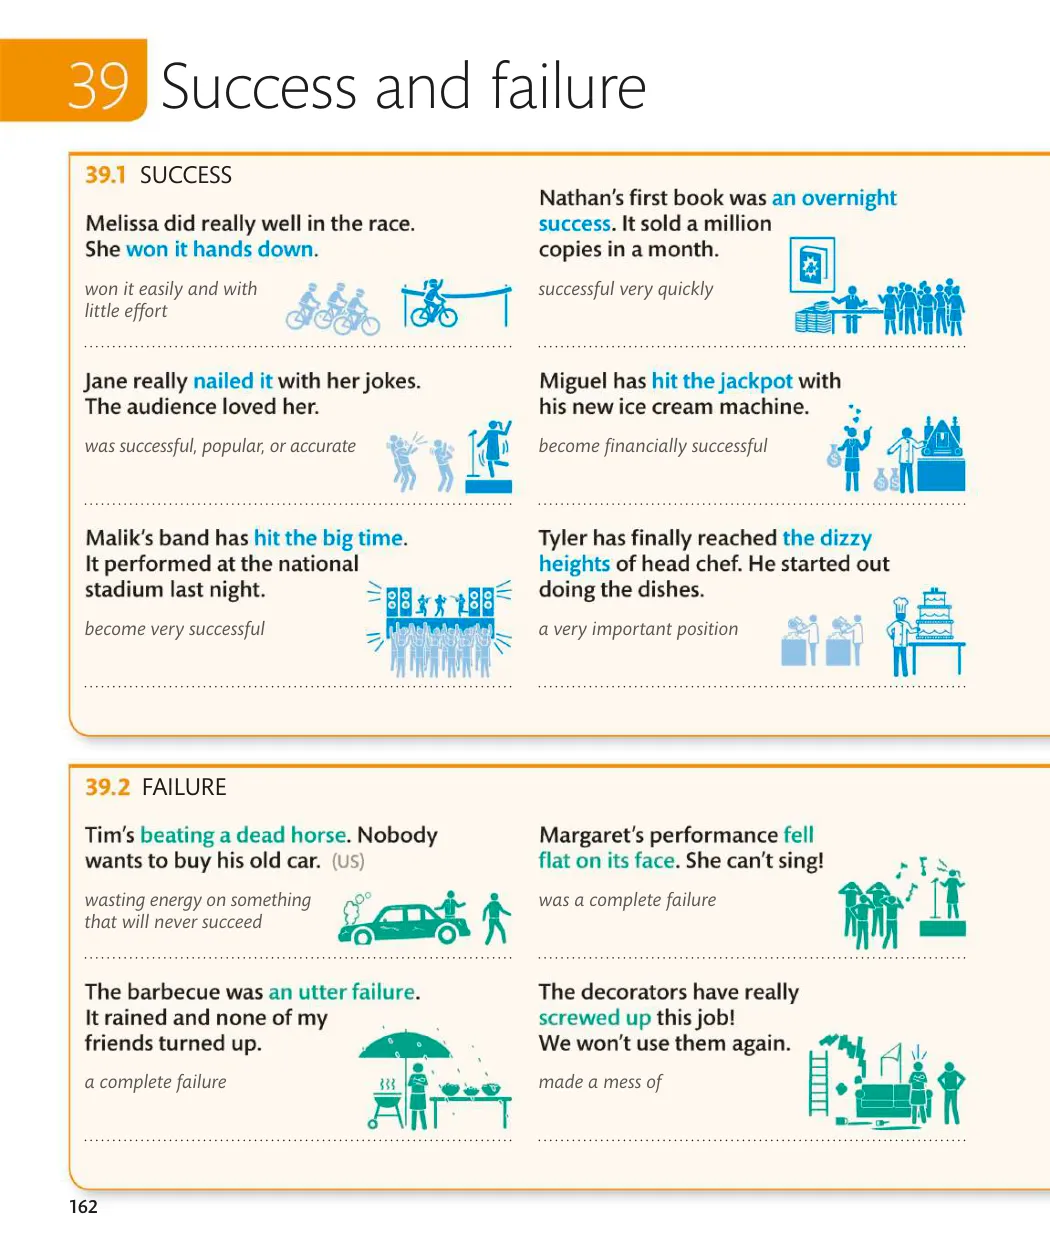 39 Success and failure
39.1 SUCCESS
Melissa did really well in the race.
She won it hands down.
won it easily and with
little effort
Nathan's first book was an overnight
success. It sold a million
copies in a month.
successful very quickly
Jane really nailed it with her jokes.
The audience loved her.
was successful, popular, or accurate
Miguel has hit the jackpot with
his new ice cream machine.
become financially successful
Malik's band has hit the big time.
It performed at the national
stadium last night.
become very successful
Tyler has finally reached the dizzy
heights of head chef. He started out
doing the dishes.
a very important position
39.2 FAILURE
Tim's beating a dead horse. Nobody
wants to buy his old car. (US)
wasting energy on something
that will never succeed
Margaret's performance fell
flat on its face. She can't sing!
was a complete failure
The barbecue was an utter failure.
It rained and none of my
friends turned up.
a complete failure
The decorators have really
screwed up this job!
We won't use them again.
made a mess of
162